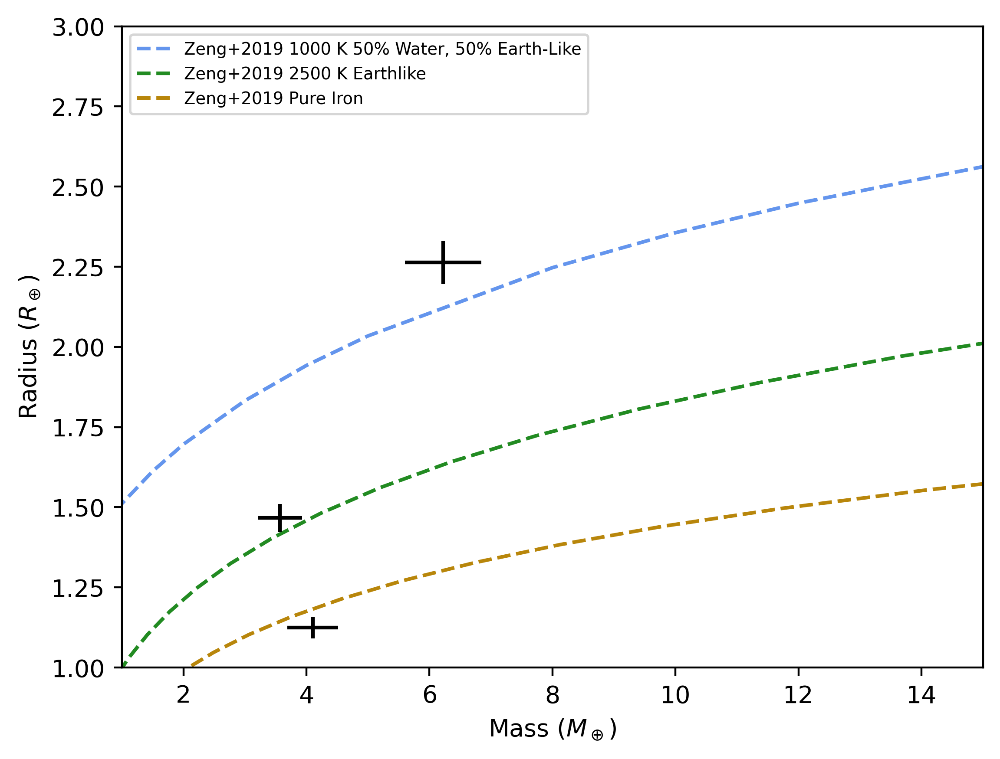 Zeng+2019 1000 K 50% Water, 50% Earth-Like
Zeng+2019 2500 K Earthlike
Zeng+2019 Pure Iron
3.00
2.75
2.50
2.25
2.00
1.75
1.50
1.25
1.00
Radius (R⊕)
2 4 6 8 10 12 14
Mass (M⊕)